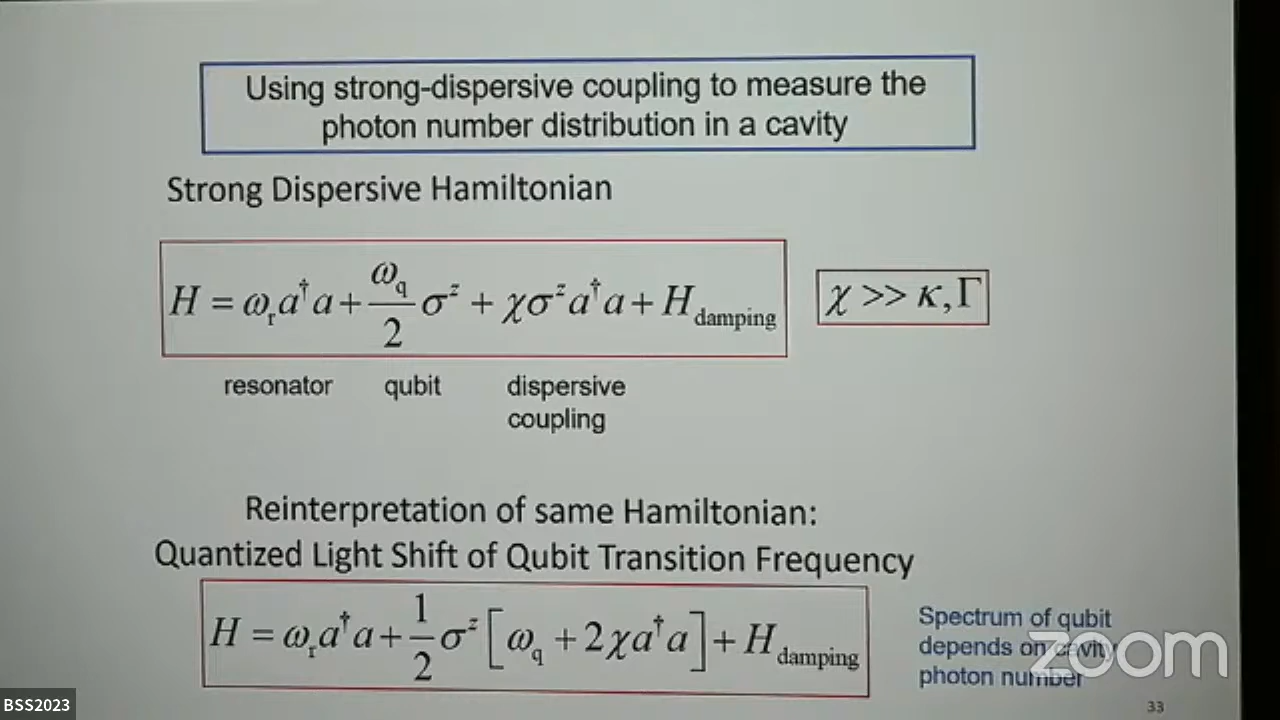 Using strong-dispersive coupling to measure the
photon number distribution in a cavity
Strong Dispersive Hamiltonian
H = ω_r a†a + ω_q/2 σ^z + χσ^z a†a + H_damping
χ >> κ,Γ
resonator qubit dispersive
coupling
Reinterpretation of same Hamiltonian:
Quantized Light Shift of Qubit Transition Frequency
H = ω_r a†a + 1/2 σ^z [ω_q + 2χa†a] + H_damping
Spectrum of qubit
depends on cavity
photon number
zoom
33
BSS2023